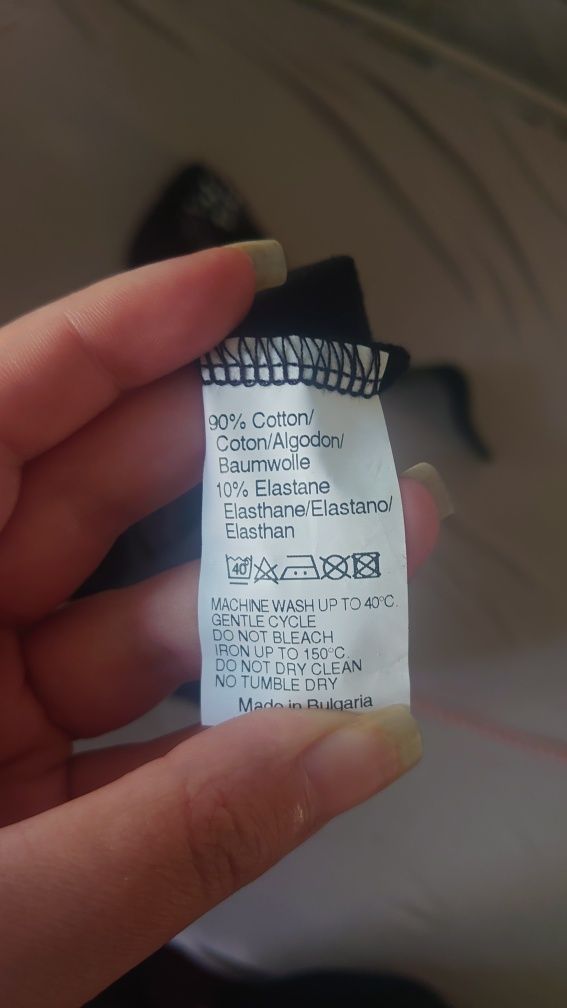 90% Cotton/
Coton/Algodon/
Baumwolle
10% Elastane
Elasthane/Elastano/
Elasthan
40
MACHINE WASH UP TO 40°C.
GENTLE CYCLE
DO NOT BLEACH
IRON UP TO 150°C.
DO NOT DRY CLEAN
NO TUMBLE DRY
Made in Bulgaria